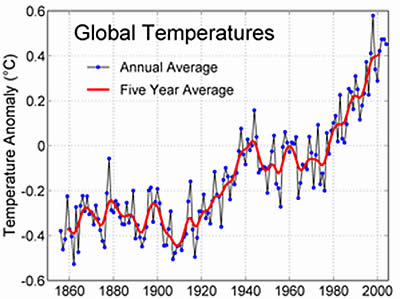 Global Temperatures
Annual Average
Five Year Average
Temperature Anomaly (°C)
0.6
0.4
0.2
0
-0.2
-0.4
-0.6
1860 1880 1900 1920 1940 1960 1980 2000